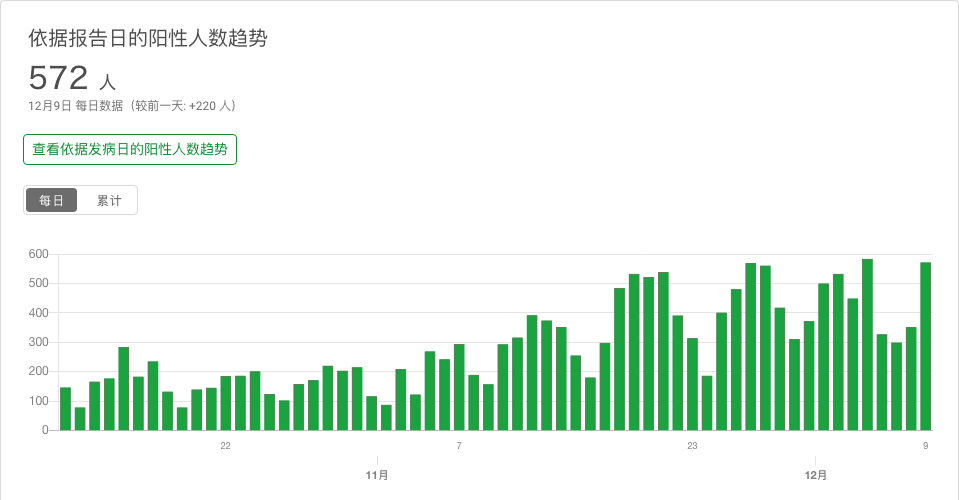 依据报告日的阳性人数趋势
572 人
12月9日 每日数据（较前一天: +220 人）
查看依据发病日的阳性人数趋势
每日 累计
600
500
400
300
200
100
0
22 7 23 9
11月 12月